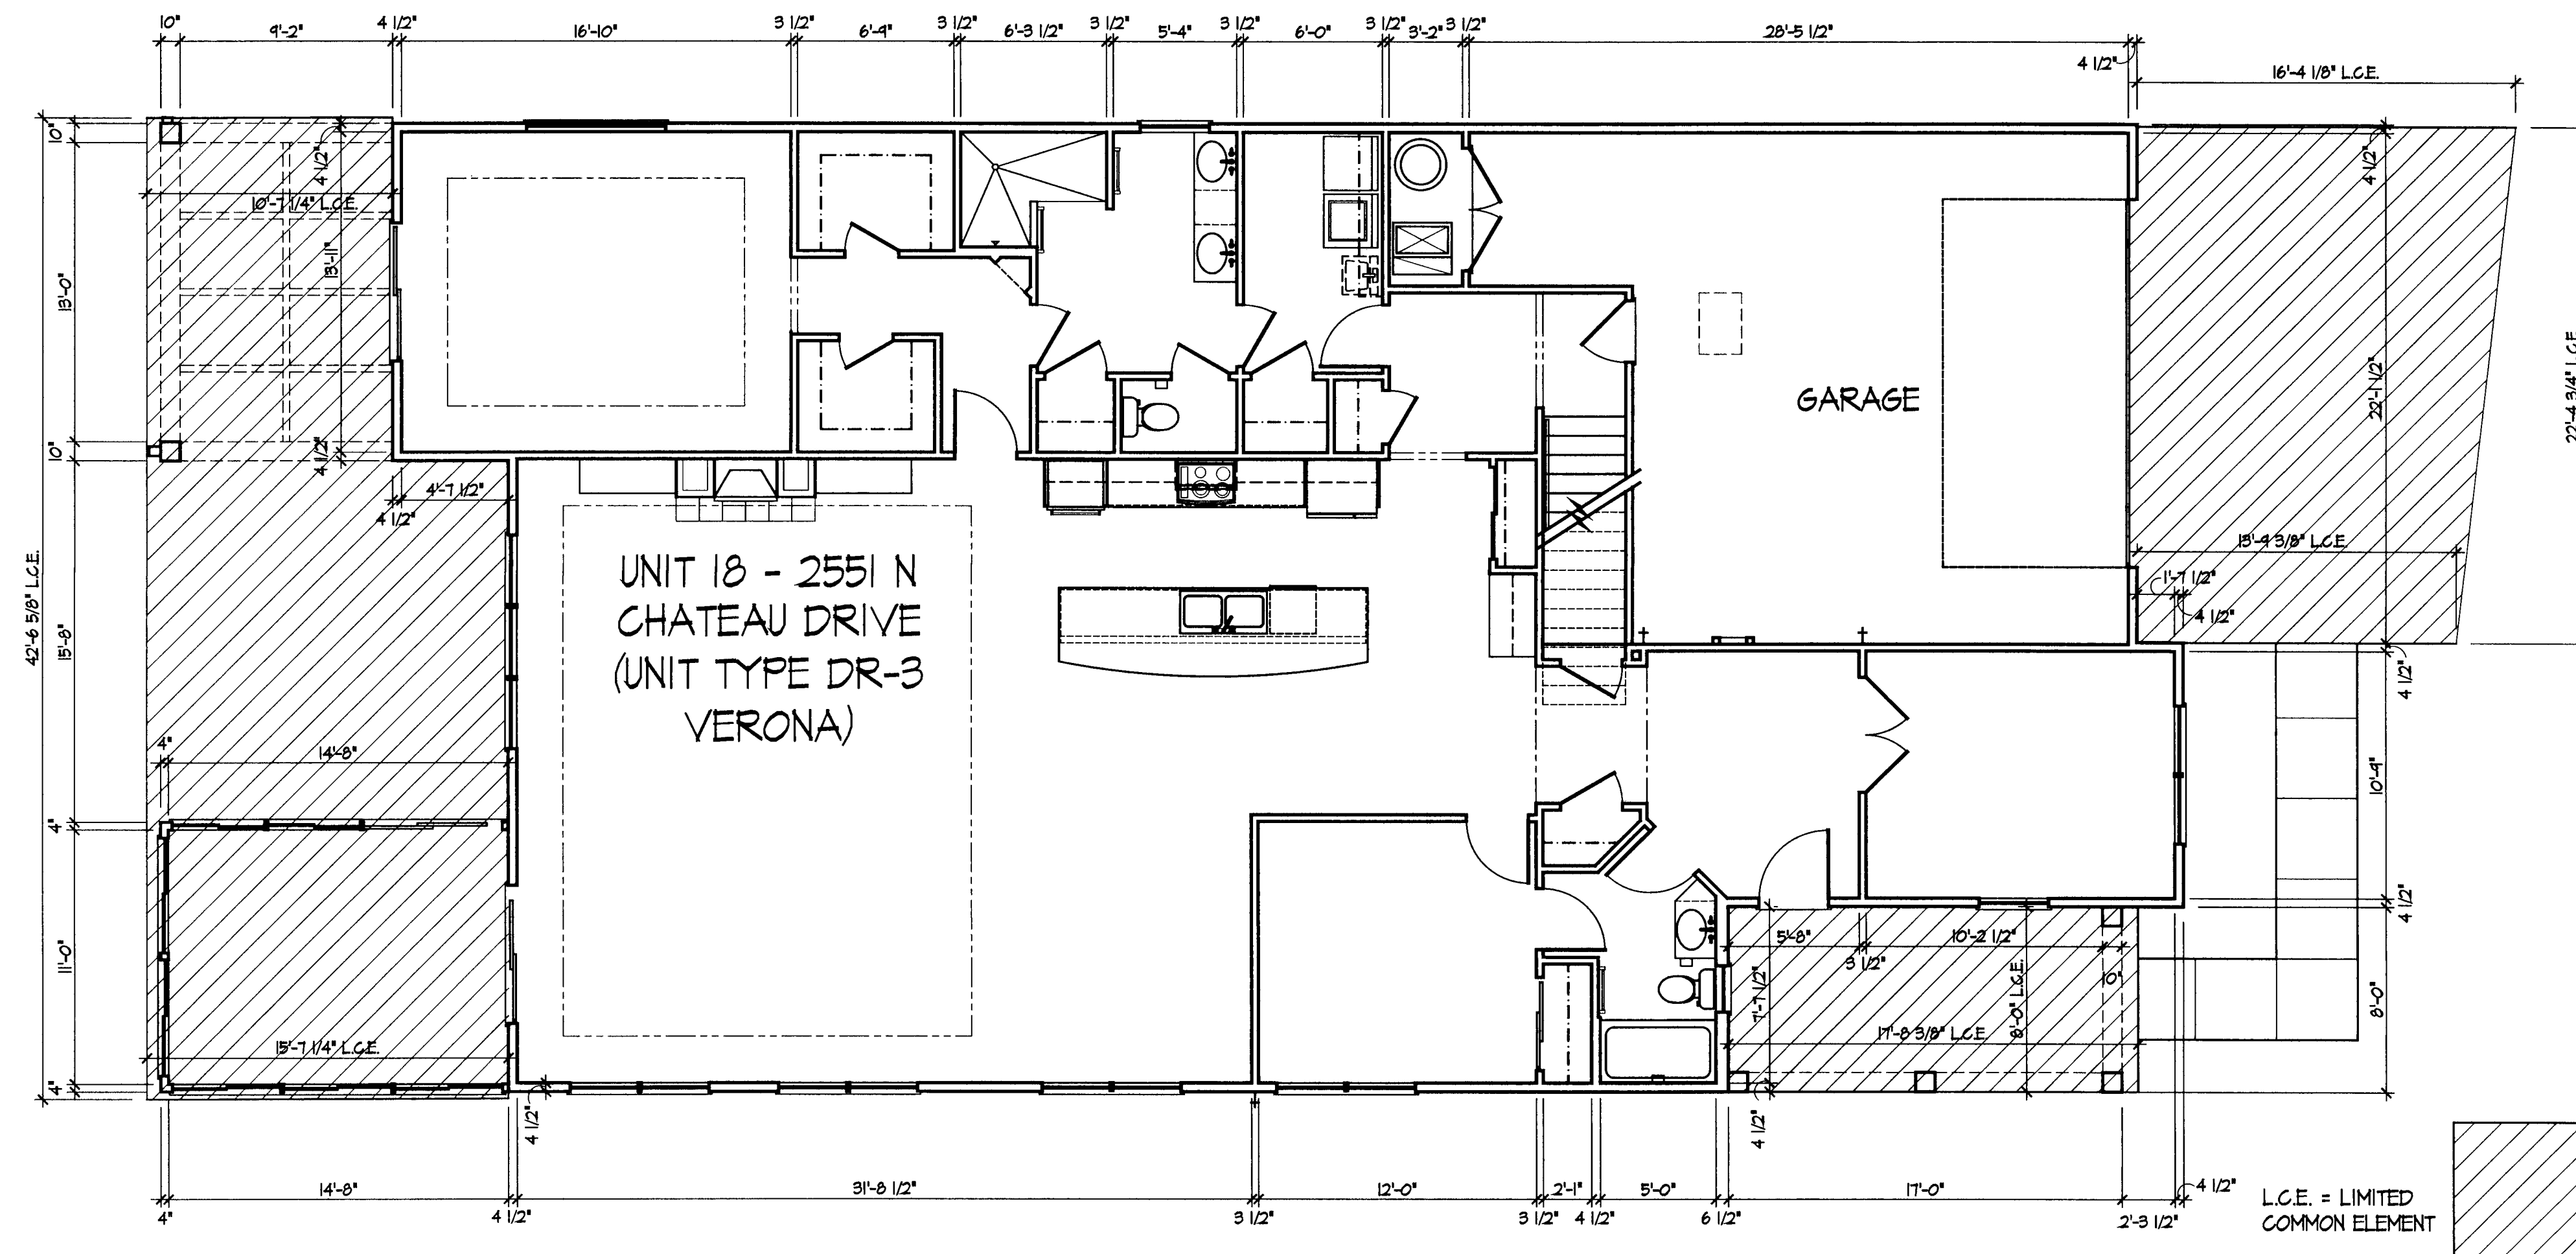 10" 9'-2" 4 1/2" 16'-10" 3 1/2" 6'-9" 3 1/2" 6'-3 1/2" 3 1/2" 5'-4" 3 1/2" 6'-0" 3 1/2" 3'-2" 3 1/2" 28'-5 1/2"
4 1/2" 16'-4 1/8" L.C.E.
10"
4 1/2"
4 1/2"
10'-7 1/4" L.C.E.
13'-11"
13'-0"
10"
4 1/2"
4'-7 1/2"
4 1/2"
42'-6 5/8" L.C.E.
15'-8"
GARAGE
22'-1 1/2"
22'-4 3/4" L.C.E.
13'-9 3/8" L.C.E.
1'-7 1/2"
4 1/2"
4 1/2"
UNIT 18 - 2551 N
CHATEAU DRIVE
(UNIT TYPE DR-3
VERONA)
4"
14'-8"
4"
11'-0"
15'-7 1/4" L.C.E.
4"
10'-9"
4 1/2"
5'-8" 10'-2 1/2"
3 1/2"
10"
7'-7 1/2"
8'-0" L.C.E.
8'-0"
17'-8 3/8" L.C.E.
4 1/2"
4 1/2"
14'-8" 31'-8 1/2" 12'-0" 2'-1" 5'-0" 17'-0" 4 1/2"
4" 4 1/2" 3 1/2" 3 1/2" 4 1/2" 6 1/2" 2'-3 1/2"
L.C.E. = LIMITED
COMMON ELEMENT